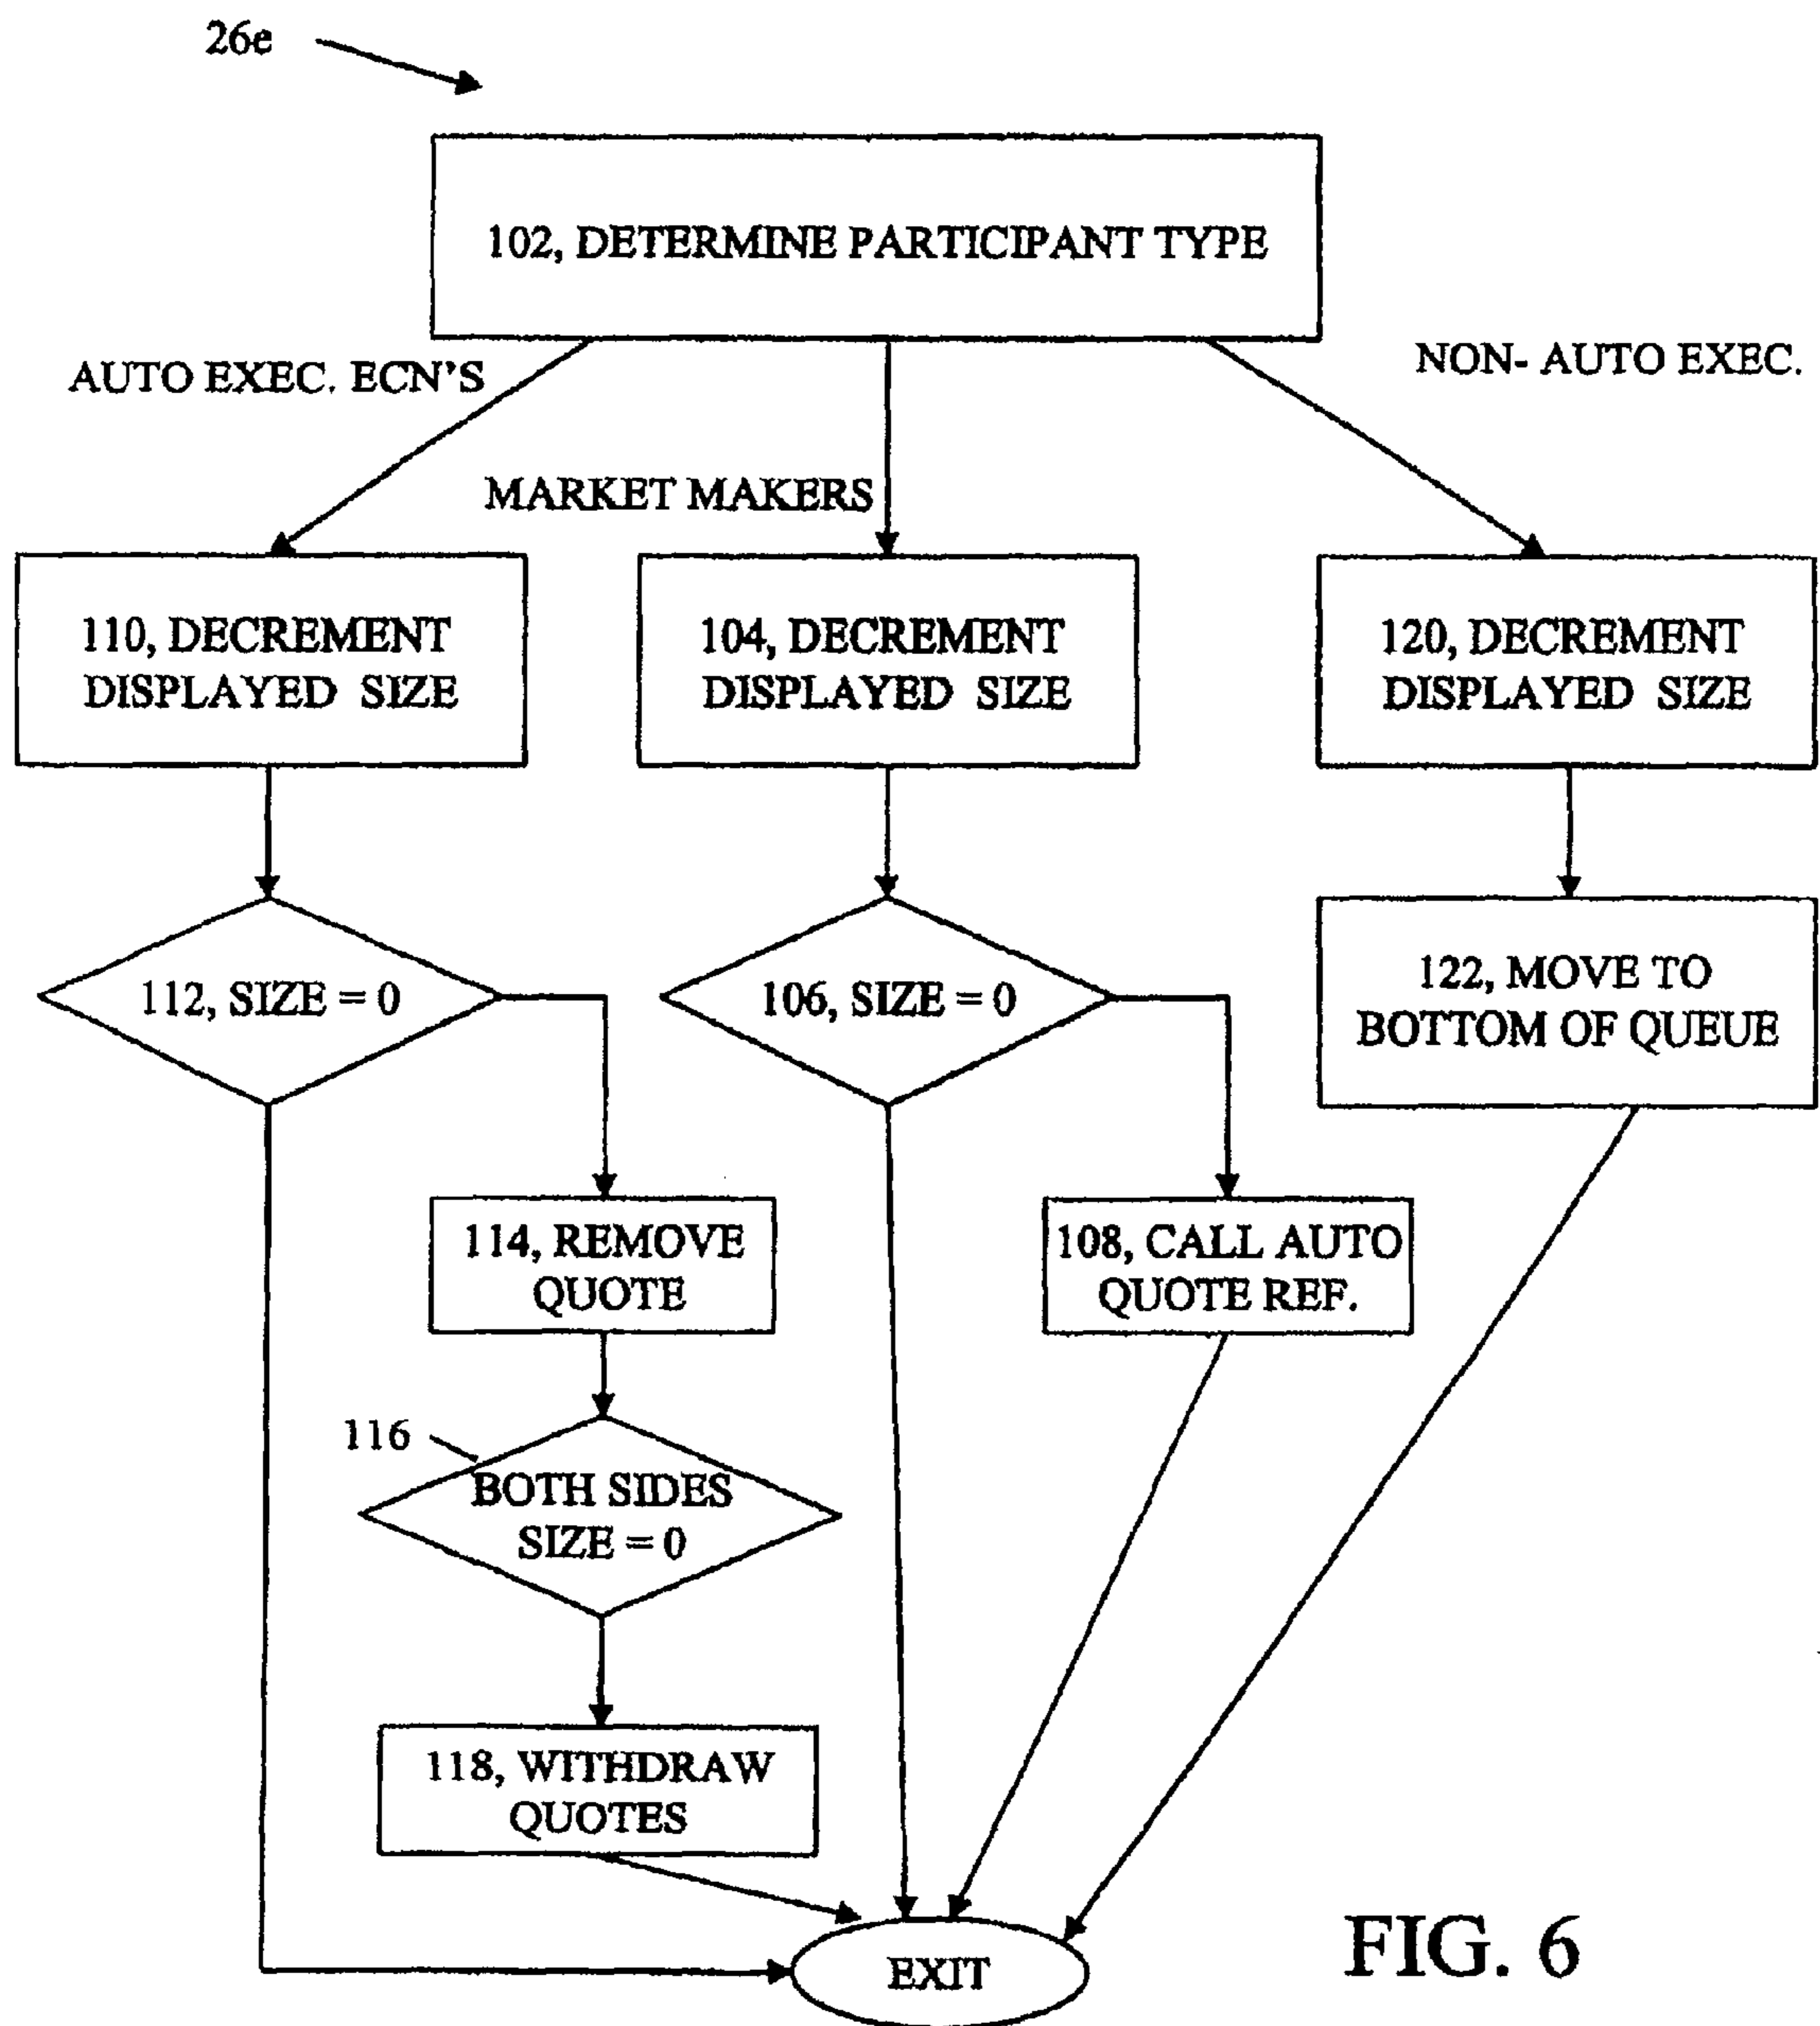 26e
102, DETERMINE PARTICIPANT TYPE
AUTO EXEC. ECN'S
NON- AUTO EXEC.
MARKET MAKERS
110, DECREMENT
DISPLAYED SIZE
104, DECREMENT
DISPLAYED SIZE
120, DECREMENT
DISPLAYED SIZE
112, SIZE = 0
106, SIZE = 0
122, MOVE TO
BOTTOM OF QUEUE
114, REMOVE
QUOTE
108, CALL AUTO
QUOTE REF.
116
BOTH SIDES
SIZE = 0
118, WITHDRAW
QUOTES
EXIT
FIG. 6